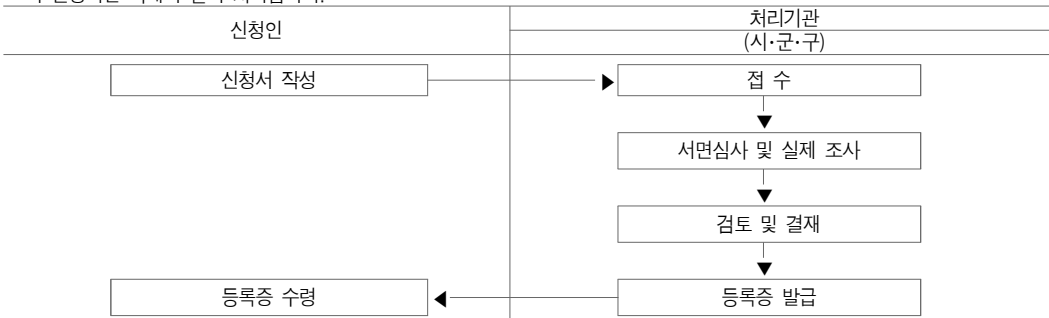 신청인
처리기관
(시·군·구)
신청서 작성
접 수
서면심사 및 실제 조사
검토 및 결재
등록증 수령
등록증 발급